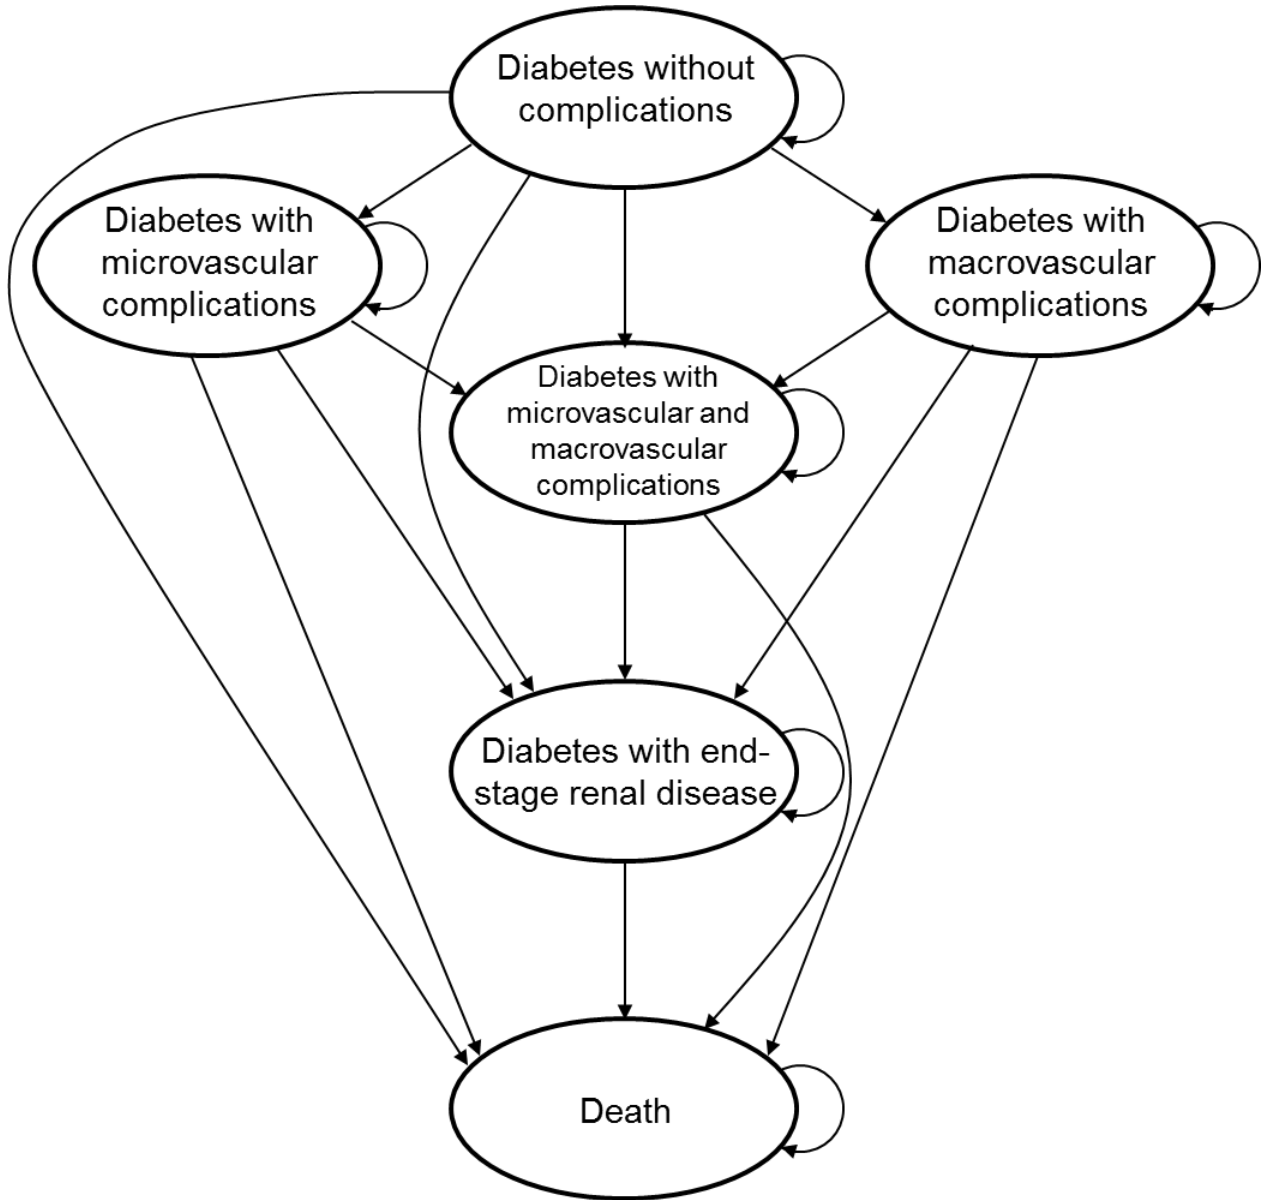 Diabetes without
complications
Diabetes with
microvascular
complications
Diabetes with
macrovascular
complications
Diabetes with
microvascular and
macrovascular
complications
Diabetes with end-
stage renal disease
Death